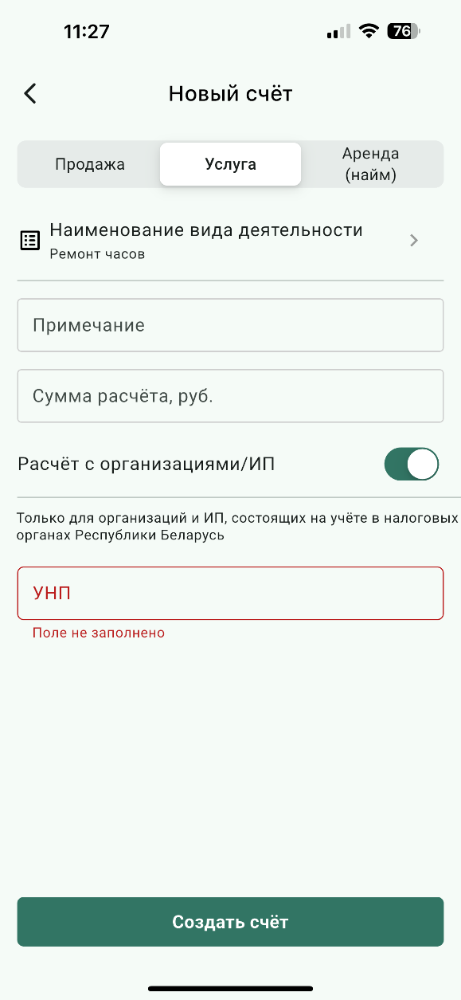 11:27
76
Новый счёт
Продажа
Услуга
Аренда
(найм)
Наименование вида деятельности
Ремонт часов
Примечание
Сумма расчёта, руб.
Расчёт с организациями/ИП
Только для организаций и ИП, состоящих на учёте в налоговых
органах Республики Беларусь
УНП
Поле не заполнено
Создать счёт